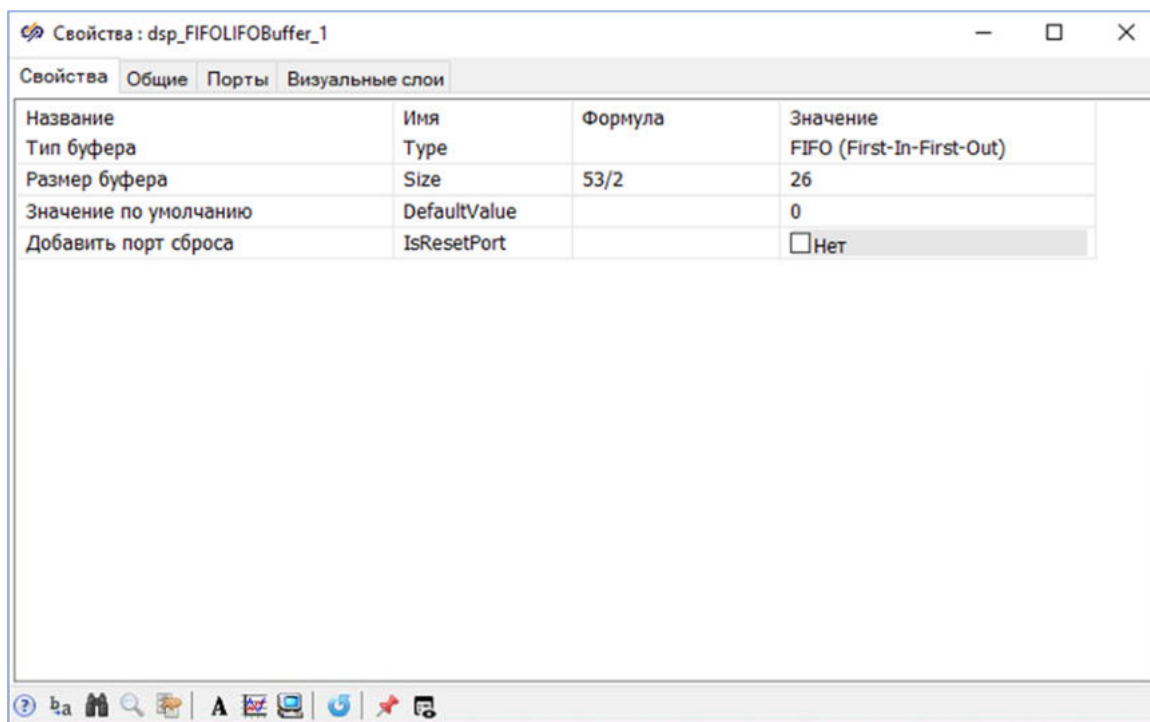 Свойства : dsp_FIFOLIFOBuffer_1
Свойства Общие Порты Визуальные слои
Название Имя Формула Значение
Тип буфера Type FIFO (First-In-First-Out)
Размер буфера Size 53/2 26
Значение по умолчанию DefaultValue 0
Добавить порт сброса IsResetPort Нет